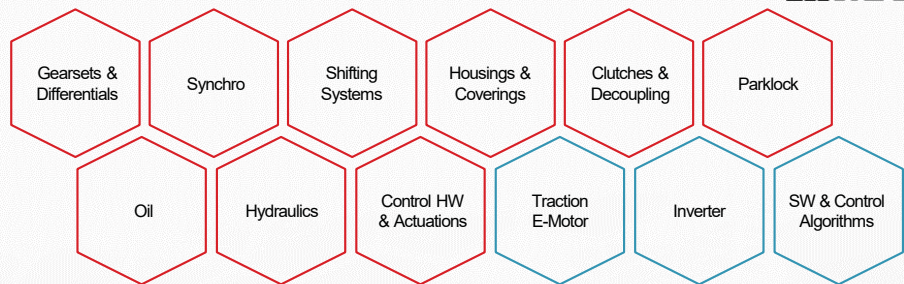 Gearsets &
Differentials
Synchro
Shifting
Systems
Housings &
Coverings
Clutches &
Decoupling
Parklock
Oil
Hydraulics
Control HW
& Actuations
Traction
E-Motor
Inverter
SW & Control
Algorithms